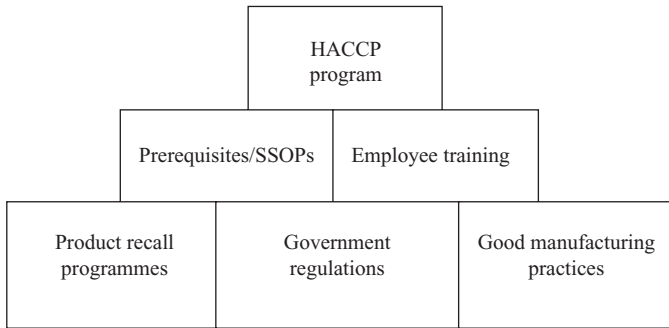 HACCP
program
Prerequisites/SSOPs
Employee training
Product recall
programmes
Government
regulations
Good manufacturing
practices